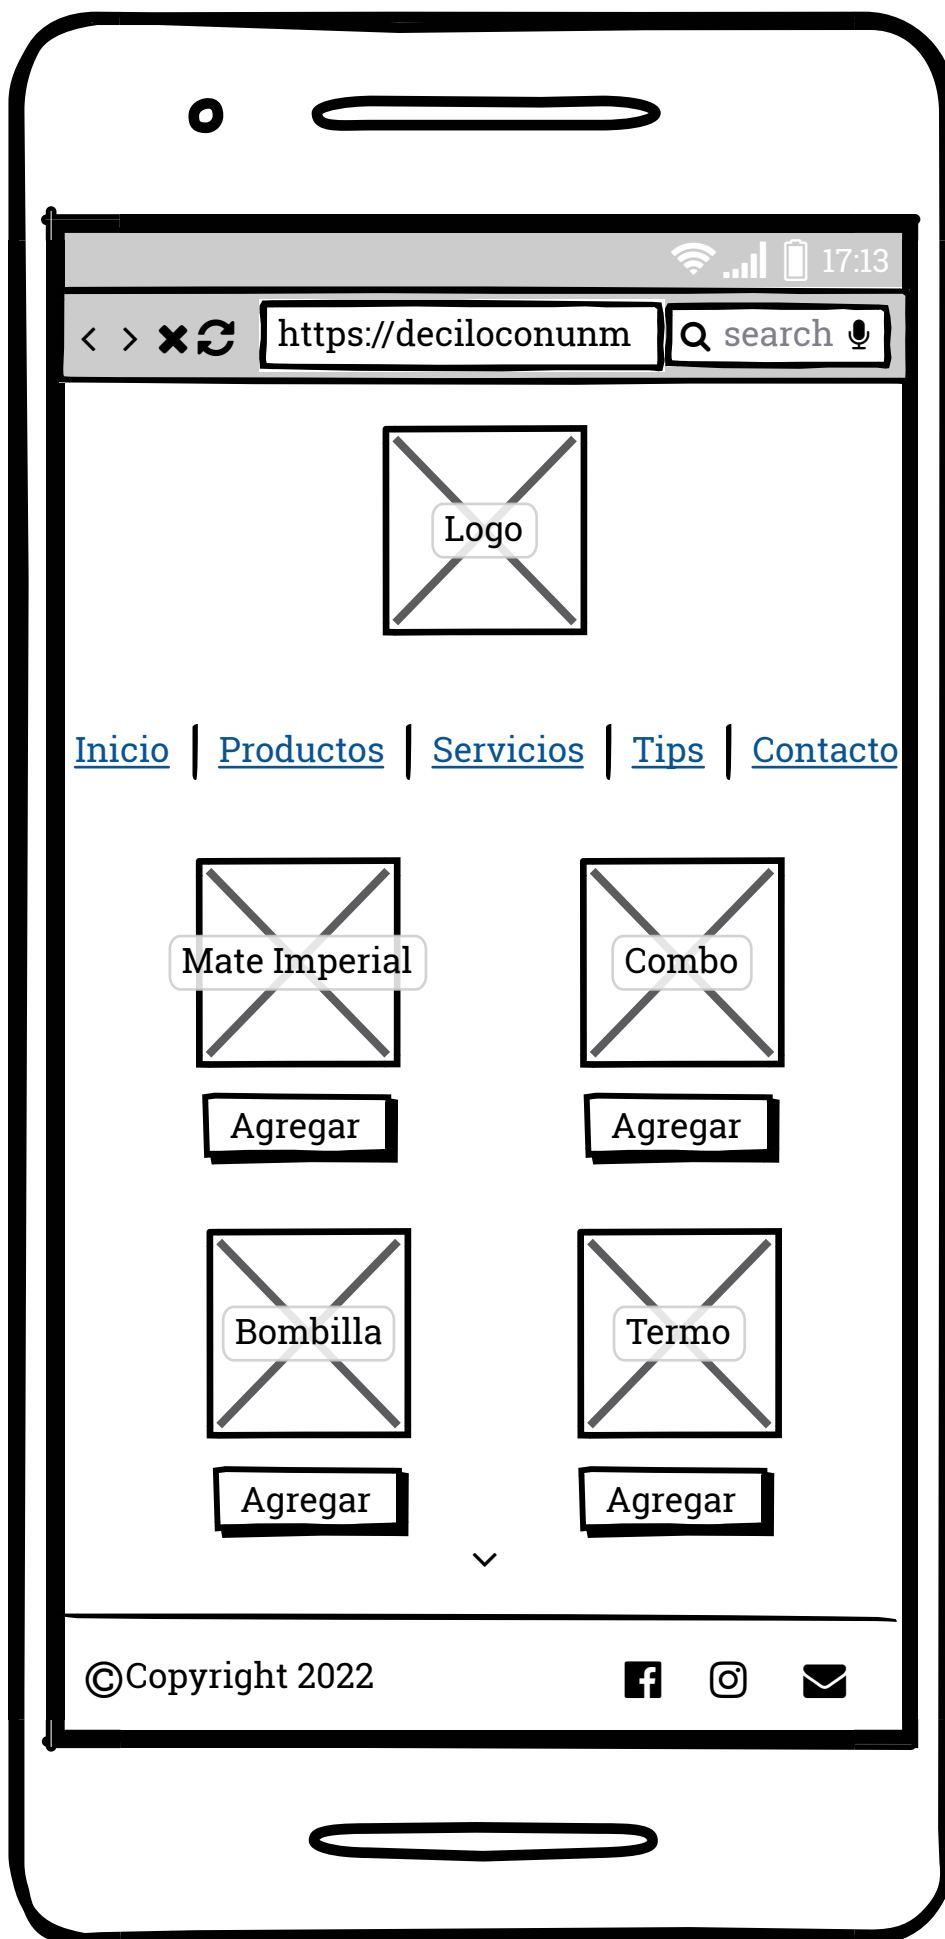 17:13
https://deciloconunm search
Logo
Inicio Productos Servicios Tips Contacto
Mate Imperial Combo
Agregar Agregar
Bombilla Termo
Agregar Agregar
©Copyright 2022